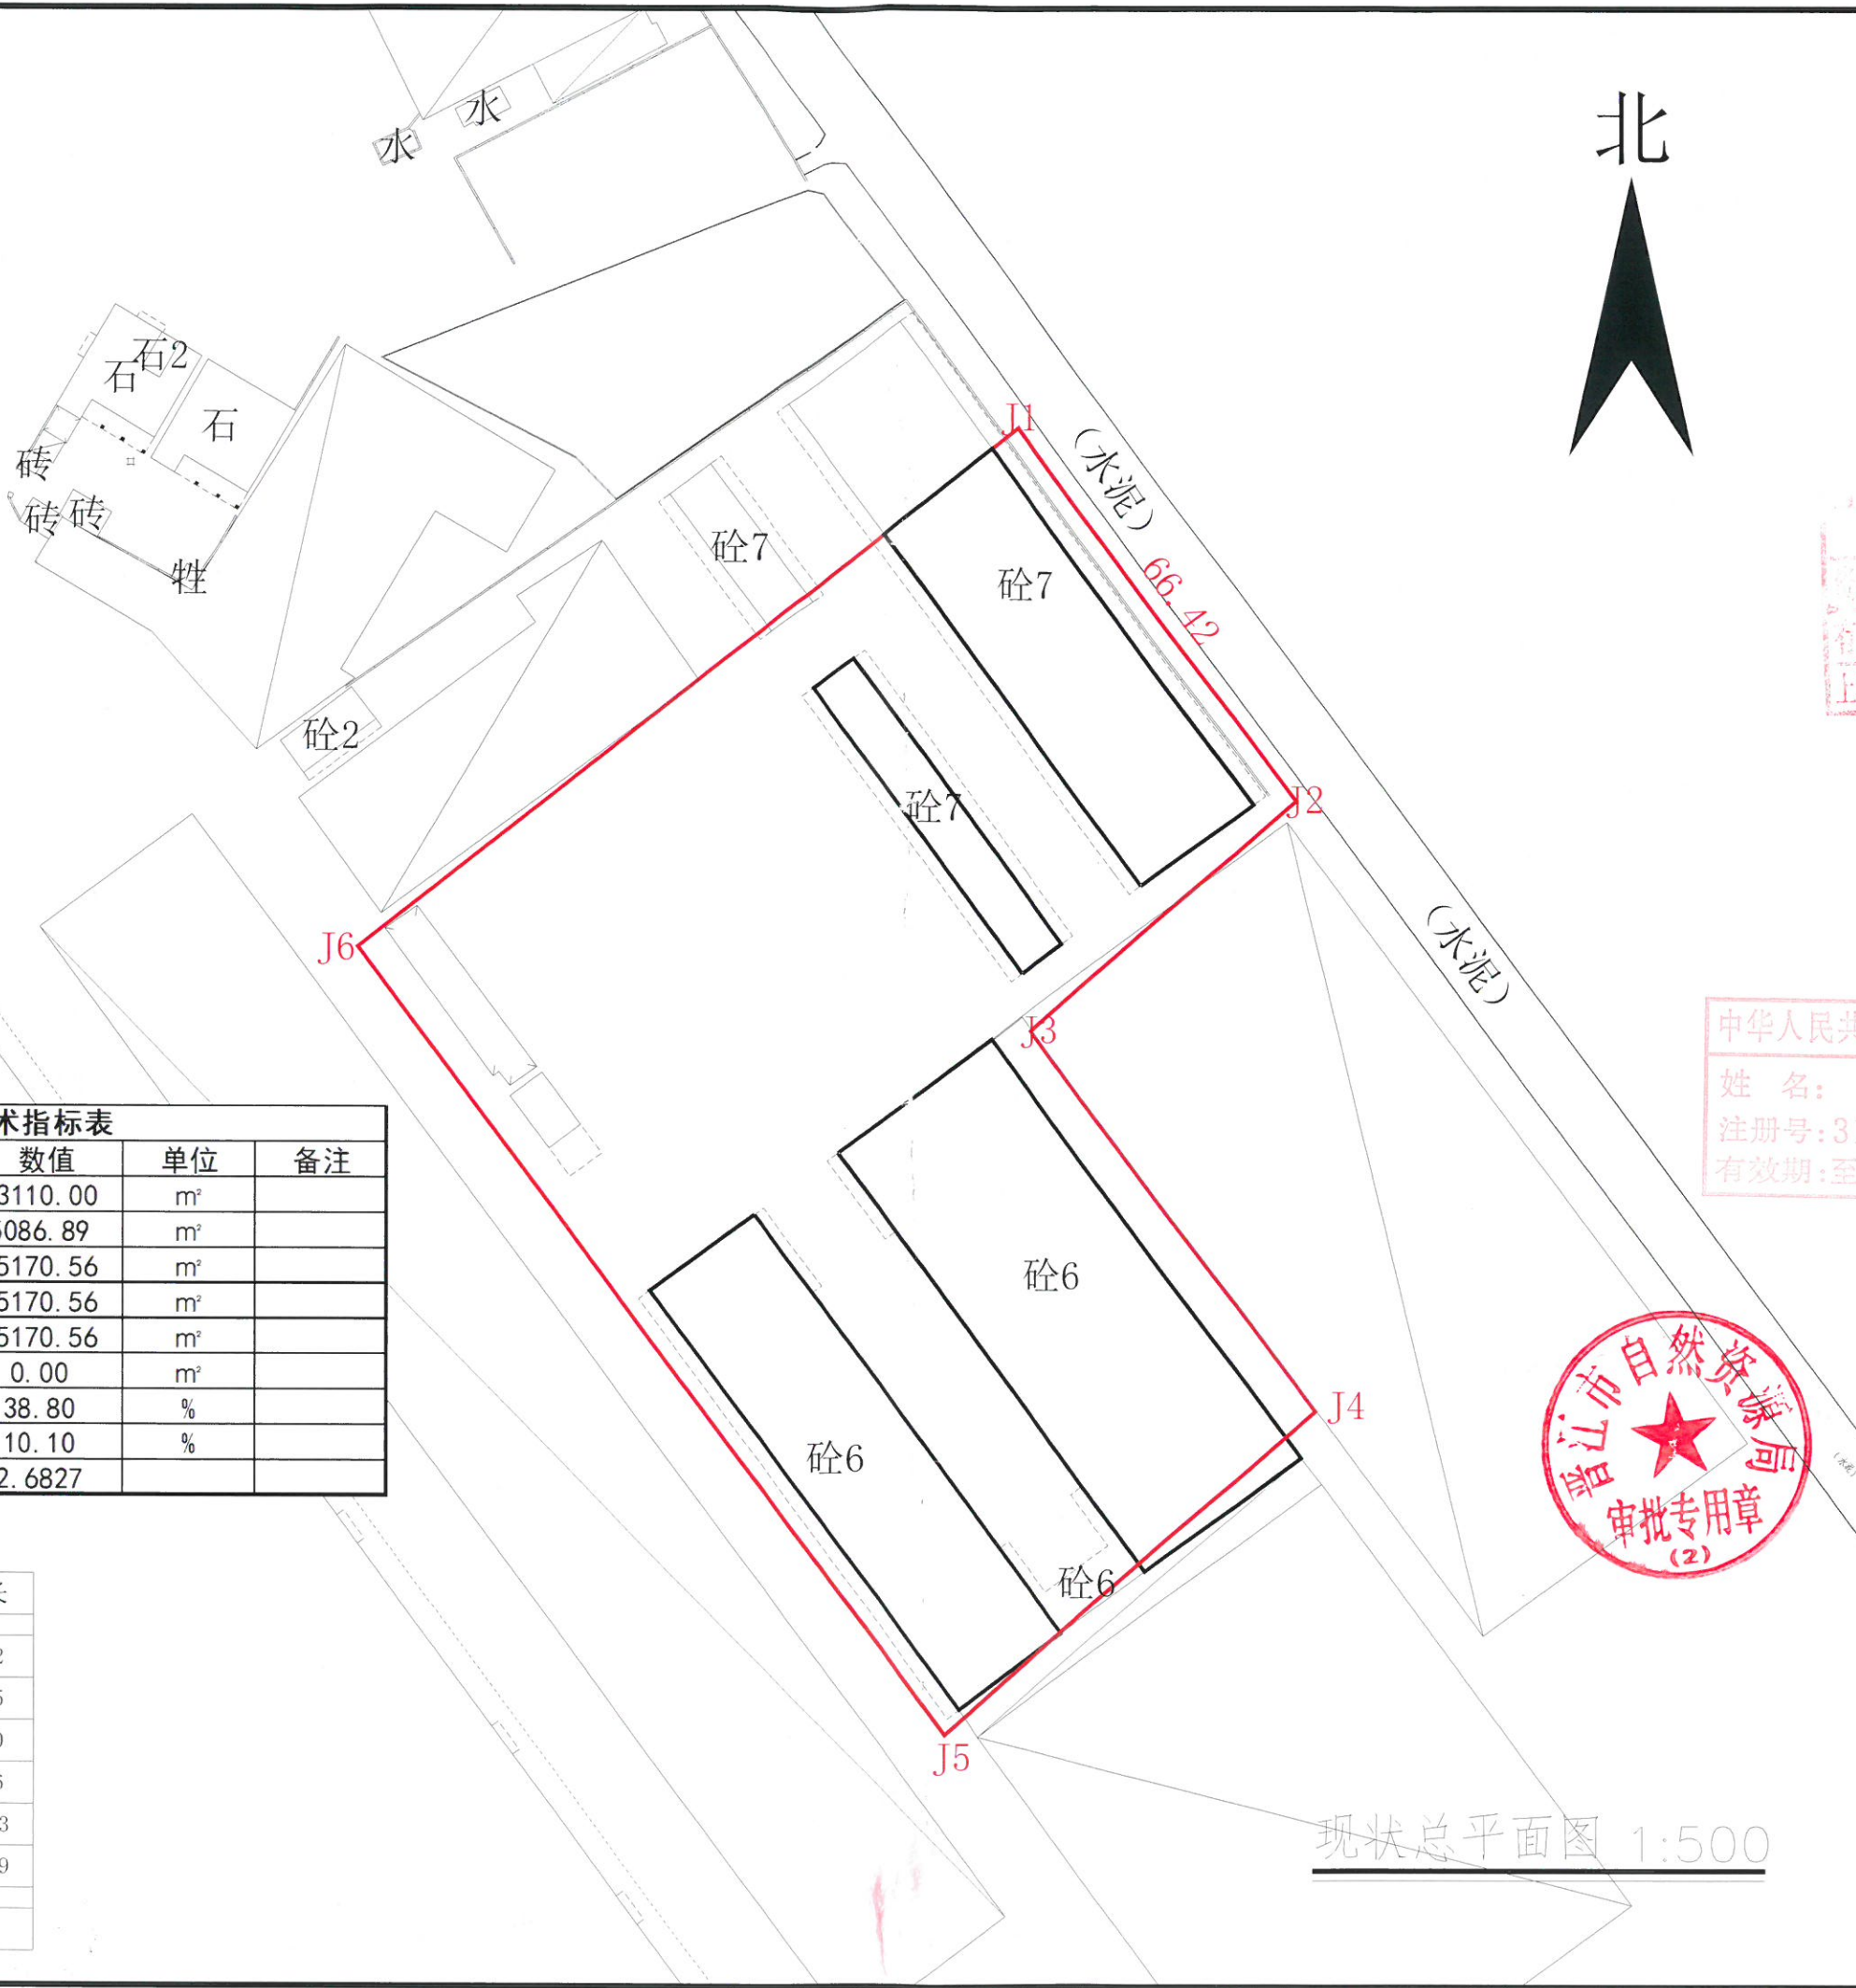 北
水
水
石2
石
石
砖
砖
砖
牲
J1
(水泥)
砼7
砼7
66.42
砼2
砼7
J2
J6
(水泥)
J3
中华人民共
姓 名:
注册号:3
有效期:至
术指标表
数值 单位 备注
3110.00 m²
5086.89 m²
5170.56 m²
5170.56 m²
5170.56 m²
0.00 m²
38.80 %
10.10 %
2.6827
砼6
J4
砼6
砼6
晋江市自然资源局
审批专用章
(2)
(水泥)
J5
现状总平面图 1:500